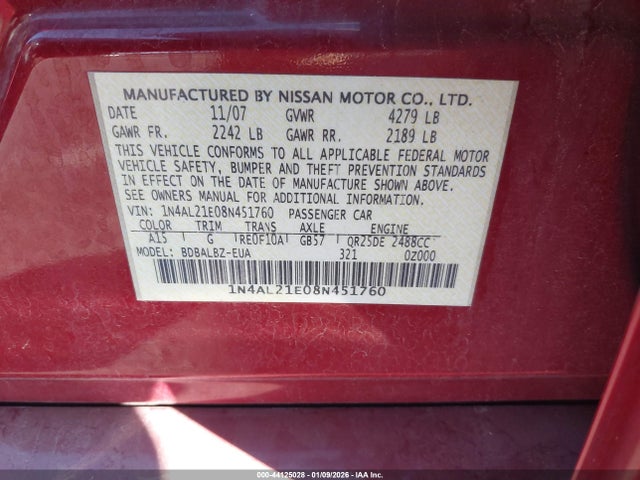 MANUFACTURED BY NISSAN MOTOR CO., LTD.
DATE 11/07 GVWR 4279 LB
GAWR FR. 2242 LB GAWR RR. 2189 LB
THIS VEHICLE CONFORMS TO ALL APPLICABLE FEDERAL MOTOR
VEHICLE SAFETY, BUMPER AND THEFT PREVENTION STANDARDS
IN EFFECT ON THE DATE OF MANUFACTURE SHOWN ABOVE.
SEE OWNERS MANUAL FOR ADDITIONAL INFORMATION.
VIN: 1N4AL21E08N451760 PASSENGER CAR
COLOR TRIM TRANS AXLE ENGINE
A15 G RE0F10A GB57 QR25DE 2488CC
MODEL: BDBALBZ-EUA 321 0Z000
1N4AL21E08N451760
000-44125028 - 01/09/2026 - IAA Inc.